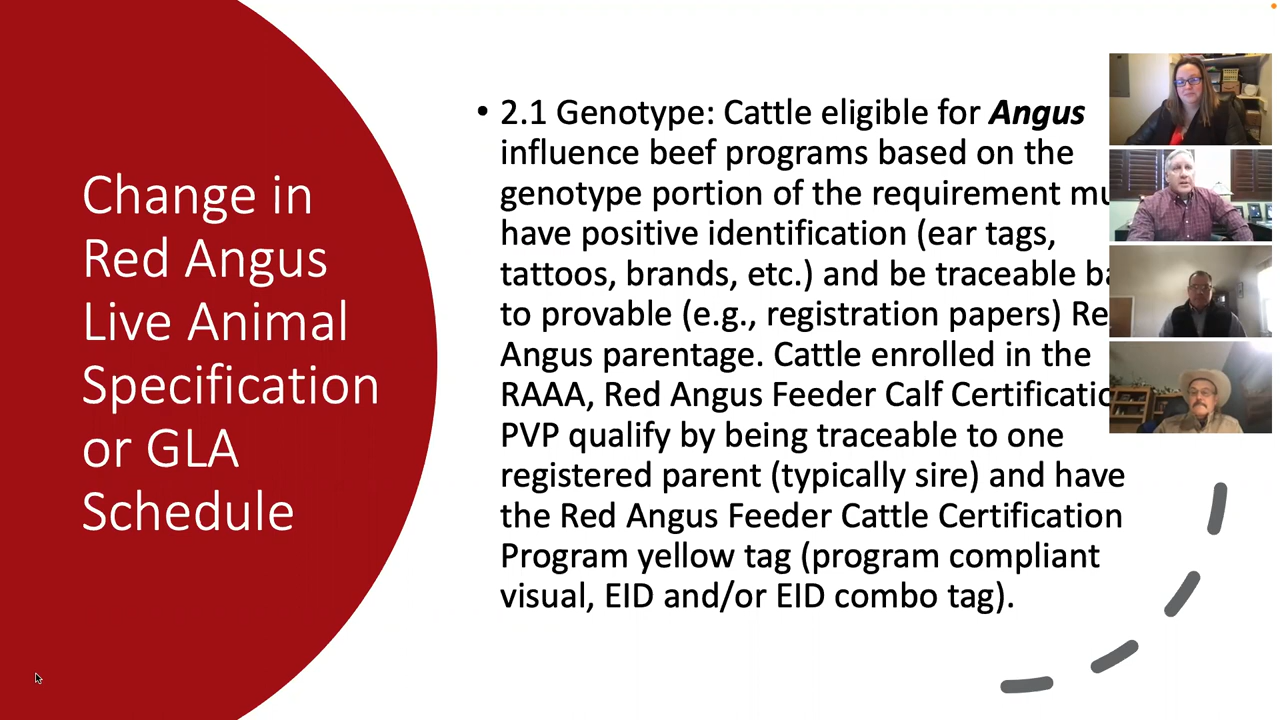 Change in
Red Angus
Live Animal
Specification
or GLA
Schedule
• 2.1 Genotype: Cattle eligible for Angus
influence beef programs based on the
genotype portion of the requirement
have positive identification (ear tags,
tattoos, brands, etc.) and be traceable
to provable (e.g., registration papers)
Angus parentage. Cattle enrolled in the
RAAA, Red Angus Feeder Calf
PVP qualify by being traceable to one
registered parent (typically sire) and have
the Red Angus Feeder Cattle Certification
Program yellow tag (program compliant
visual, EID and/or EID combo tag).